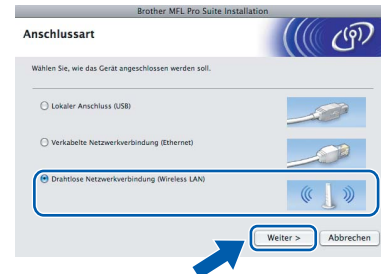 Brother MFL Pro Suite Installation
Anschlussart
Wählen Sie, wie das Gerät angeschlossen werden soll.
Lokaler Anschluss (USB)
Verkabelte Netzwerkverbindung (Ethernet)
Drahtlose Netzwerkverbindung (Wireless LAN)
Weiter > Abbrechen